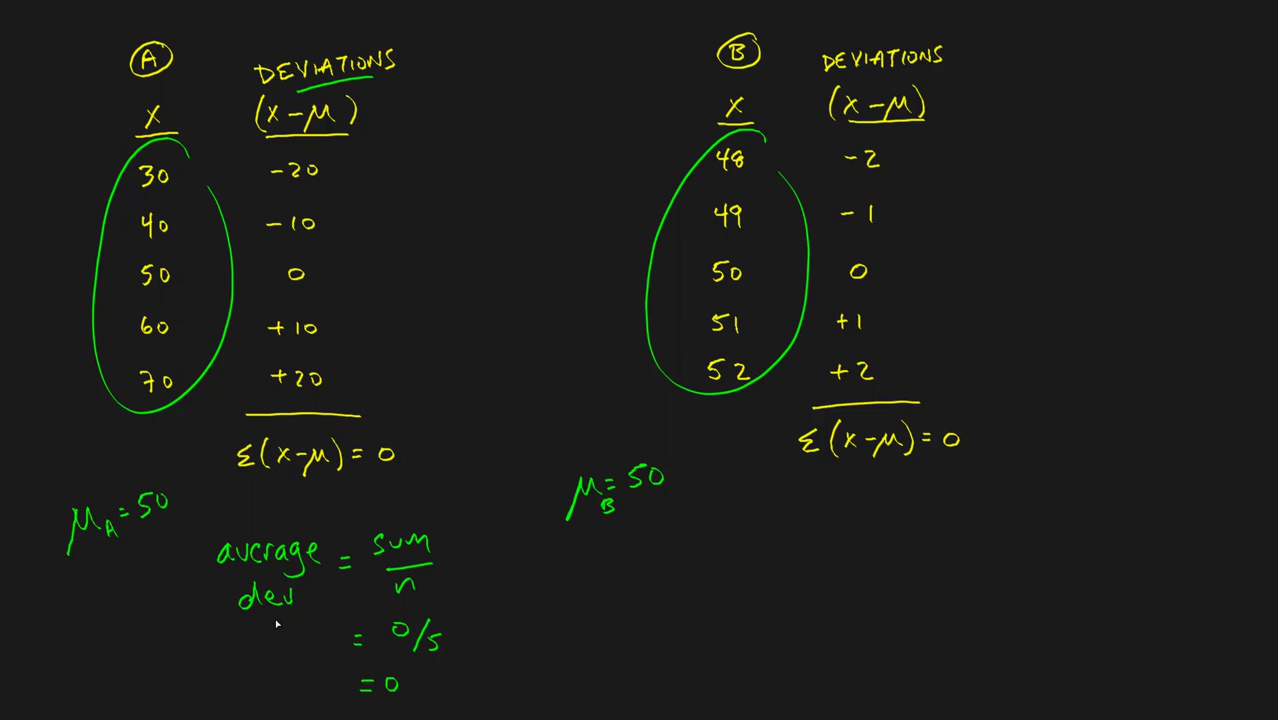 A
DEVIATIONS
X
(X-μ)
30
-20
40
-10
50
0
60
+10
70
+20
Σ(X-μ) = 0
μA = 50
average dev = sum/n
= 0/5
= 0
B
DEVIATIONS
X
(X-μ)
48
-2
49
-1
50
0
51
+1
52
+2
Σ(X-μ) = 0
μB = 50